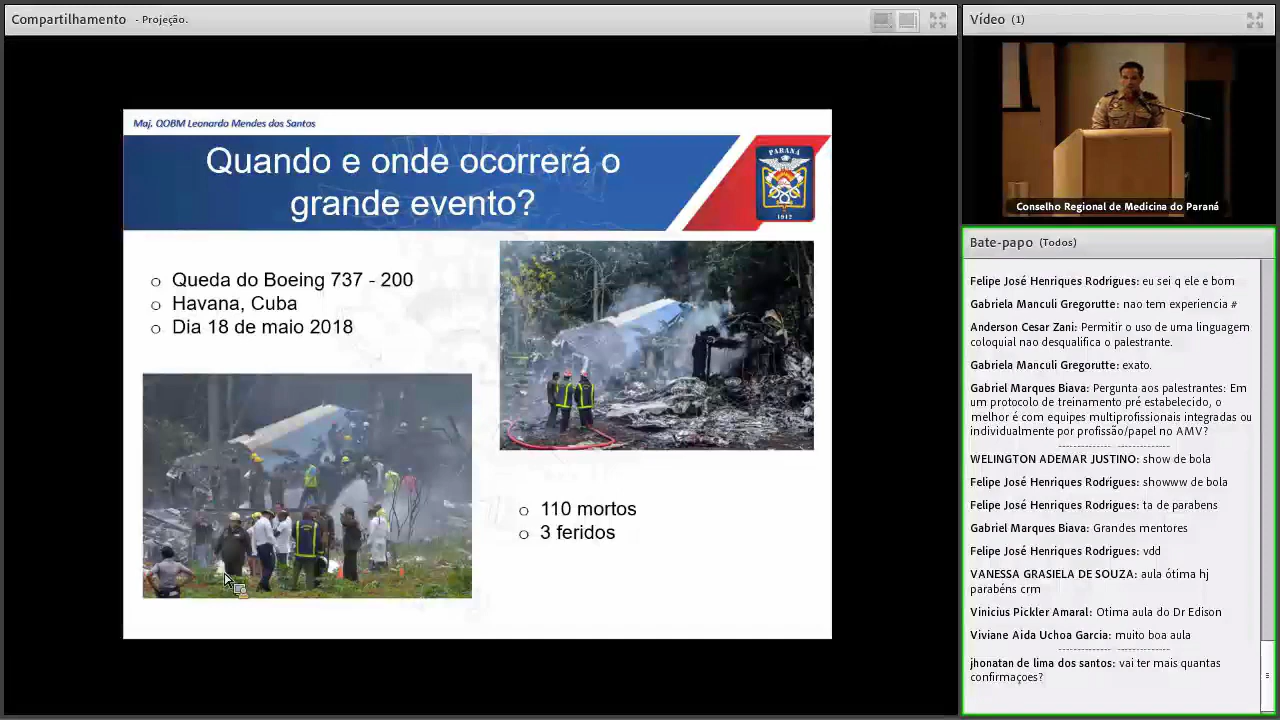 Compartilhamento - Projeção.
Maj. QOBM Leonardo Mendes dos Santos
Quando e onde ocorrerá o
grande evento?
PARANÁ
1912
o Queda do Boeing 737 - 200
o Havana, Cuba
o Dia 18 de maio 2018
o 110 mortos
o 3 feridos
Vídeo (1)
Conselho Regional de Medicina do Paraná
Bate-papo (Todos)
Felipe José Henriques Rodrigues: eu sei q ele e bom
Gabriela Manculi Gregorutte: nao tem experiencia #
Anderson Cesar Zani: Permitir o uso de uma linguagem
coloquial nao desqualifica o palestrante.
Gabriela Manculi Gregorutte: exato.
Gabriel Marques Biava: Pergunta aos palestrantes: Em
um protocolo de treinamento pré estabelecido, o
melhor é com equipes multiprofissionais integradas ou
individualmente por profissão/papel no AMV?
WELINGTON ADEMAR JUSTINO: show de bola
Felipe José Henriques Rodrigues: showww de bola
Felipe José Henriques Rodrigues: ta de parabens
Gabriel Marques Biava: Grandes mentores
Felipe José Henriques Rodrigues: vdd
VANESSA GRASIELA DE SOUZA: aula ótima hj
parabéns crm
Vinicius Pickler Amaral: Otima aula do Dr Edison
Viviane Aida Uchoa Garcia: muito boa aula
jhonatan de lima dos santos: vai ter mais quantas
confirmaçoes?